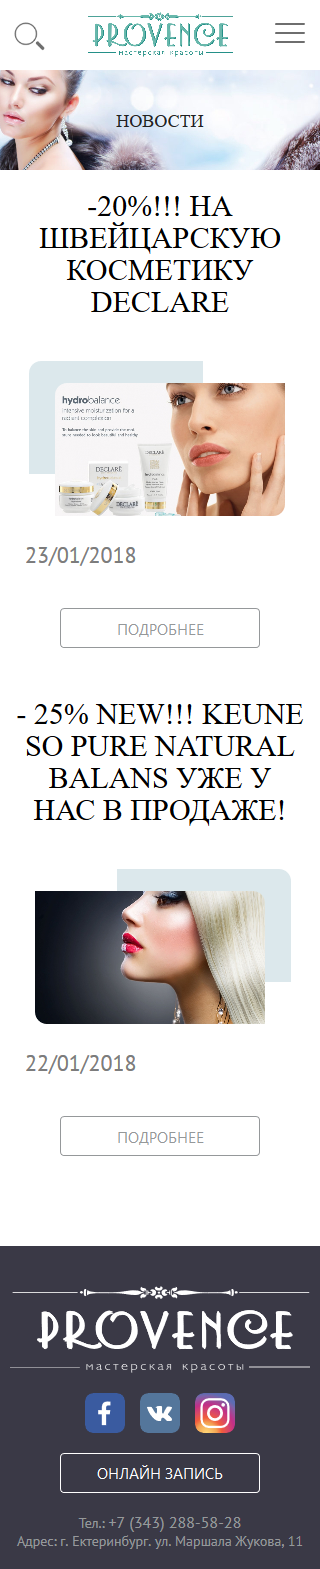 PROVENCE
мастерская красоты
НОВОСТИ
-20%!!! НА
ШВЕЙЦАРСКУЮ
КОСМЕТИКУ
DECLARE
hydrobalance
Intensive moisturization for a
radiant complexion
DECLARÉ
23/01/2018
ПОДРОБНЕЕ
- 25% NEW!!! KEUNE
SO PURE NATURAL
BALANS УЖЕ У
НАС В ПРОДАЖЕ!
22/01/2018
ПОДРОБНЕЕ
PROVENCE
мастерская красоты
ОНЛАЙН ЗАПИСЬ
Тел.: +7 (343) 288-58-28
Адрес: г. Ектеринбург. ул. Маршала Жукова, 11